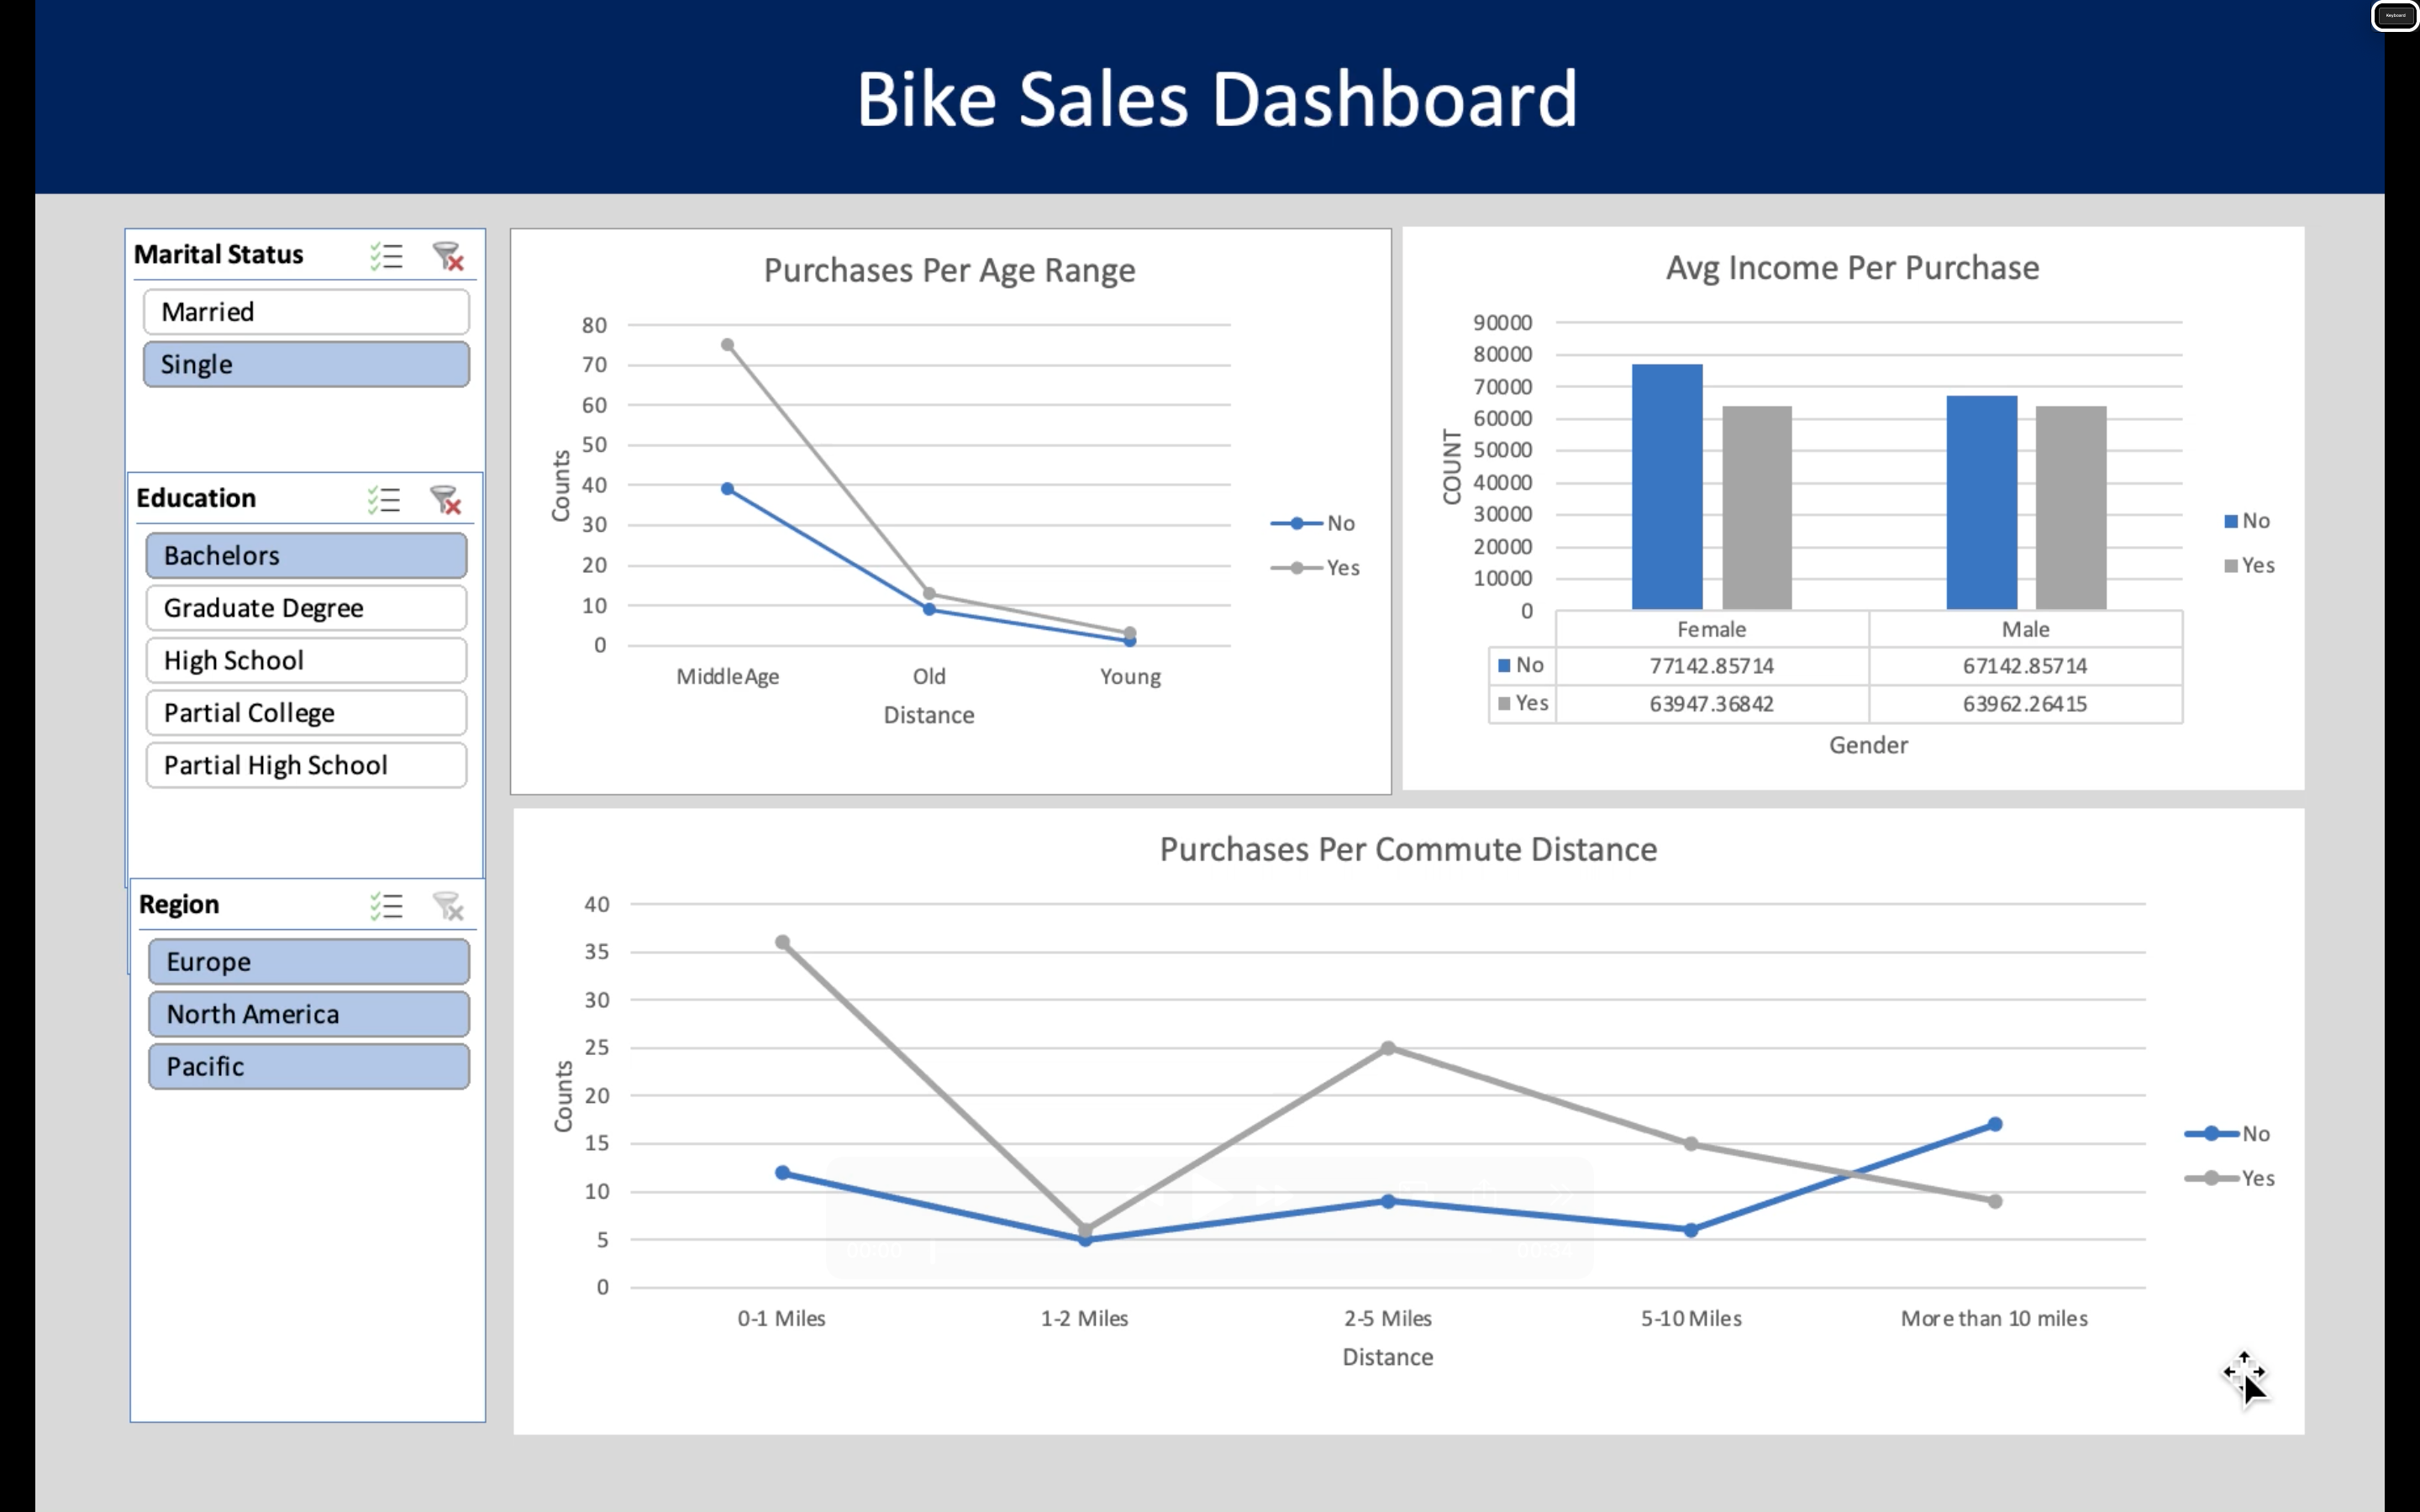 Keyboard
Bike Sales Dashboard
Marital Status
Married
Single
Education
Bachelors
Graduate Degree
High School
Partial College
Partial High School
Region
Europe
North America
Pacific
Purchases Per Age Range
80
70
60
50
40
30
20
10
0
Counts
MiddleAge Old Young
Distance
No
Yes
Avg Income Per Purchase
90000
80000
70000
60000
50000
40000
30000
20000
10000
0
COUNT
Female Male
No 77142.85714 67142.85714
Yes 63947.36842 63962.26415
Gender
No
Yes
Purchases Per Commute Distance
40
35
30
25
20
15
10
5
0
Counts
0-1 Miles 1-2 Miles 2-5 Miles 5-10 Miles More than 10 miles
Distance
No
Yes
00:00